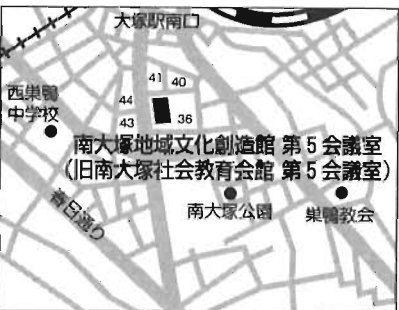 大塚駅南口
41 40
西巣鴨
中学校
44
36
43
南大塚地域文化創造館 第5会議室
(旧南大塚社会教育会館 第5会議室)
南大塚公園
巣鴨教会
春日通り